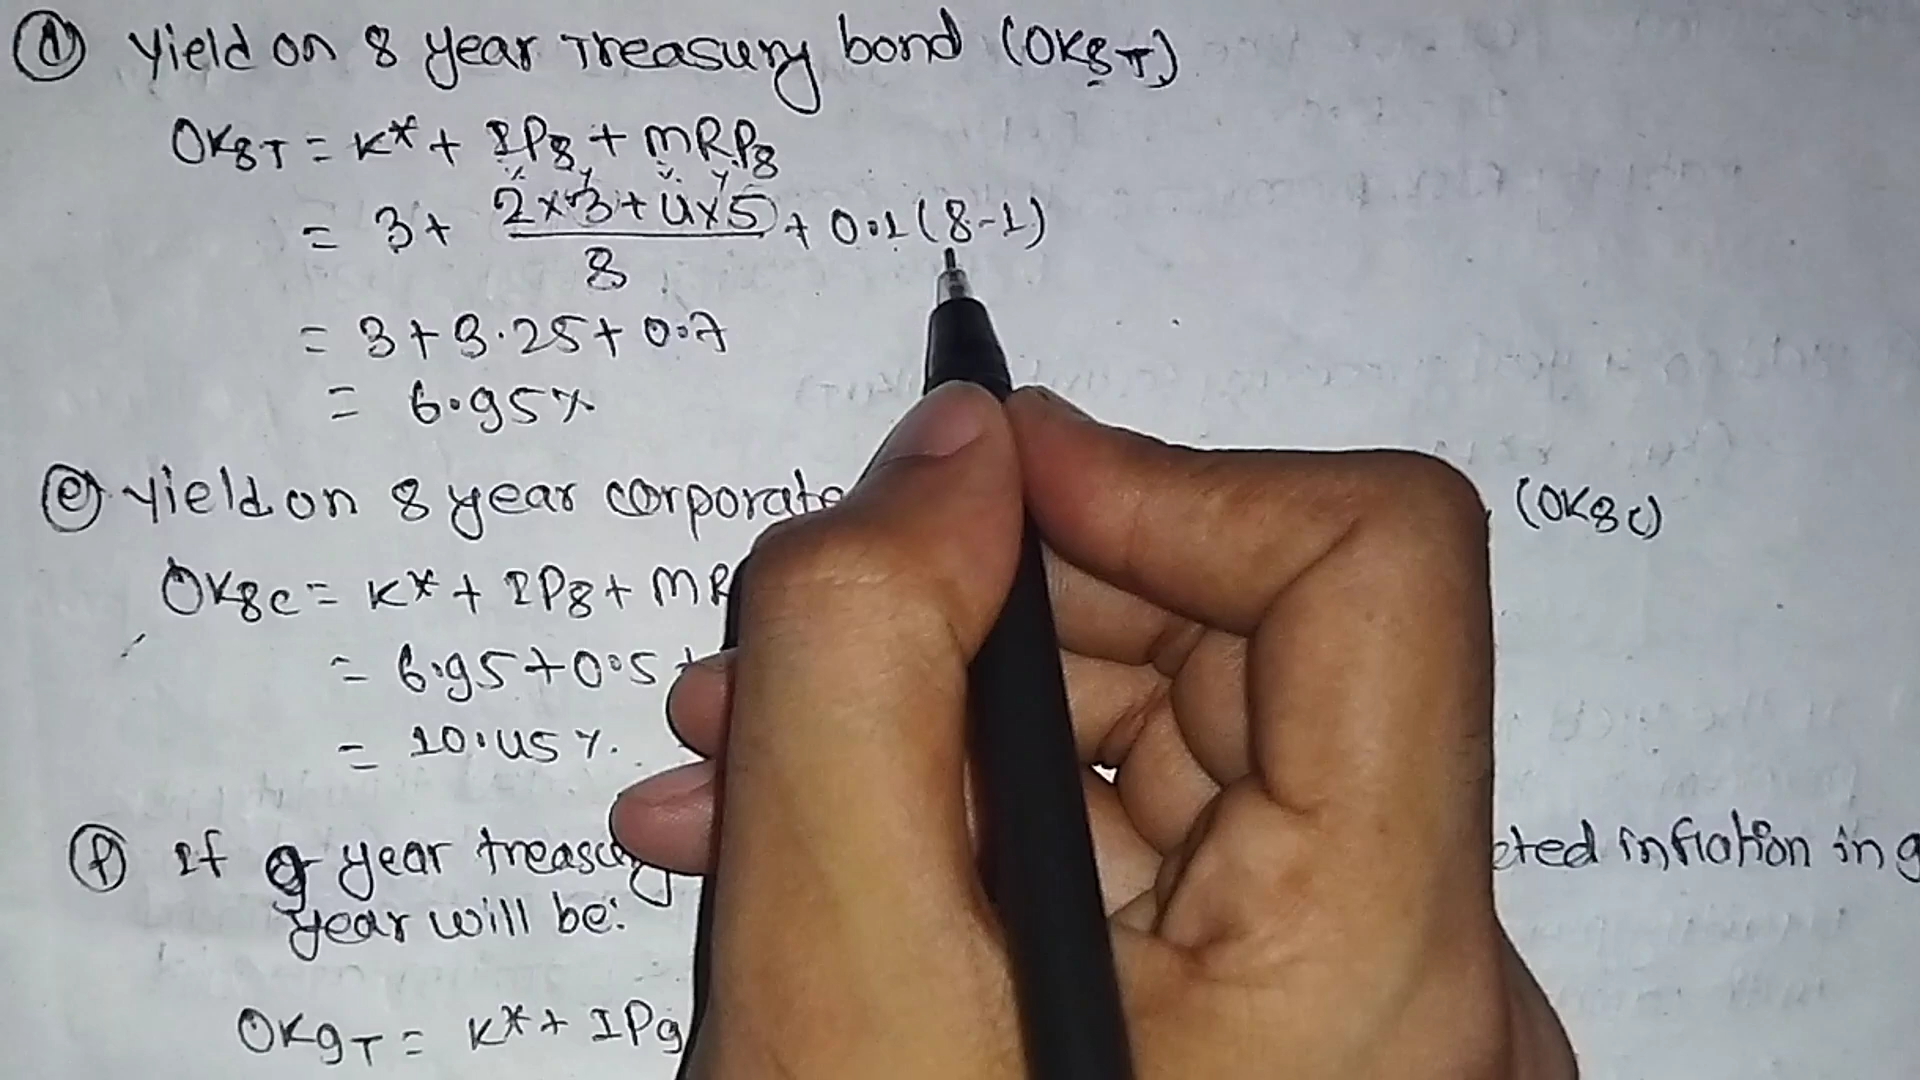 (d) Yield on 8 year Treasury bond (OK8T)
OK8T = K* + IP8 + MRP8
= 3 + 2×3+4×5 / 8 + 0.1(8-1)
= 3 + 3.25 + 0.7
= 6.95%
(e) Yield on 8 year corporate (OK8C)
OK8C = K* + IP8 + MR
= 6.95 + 0.5 +
= 10.45%.
(f) If 9 year treasury inflation in 9
year will be:
OK9T = K* + IP9